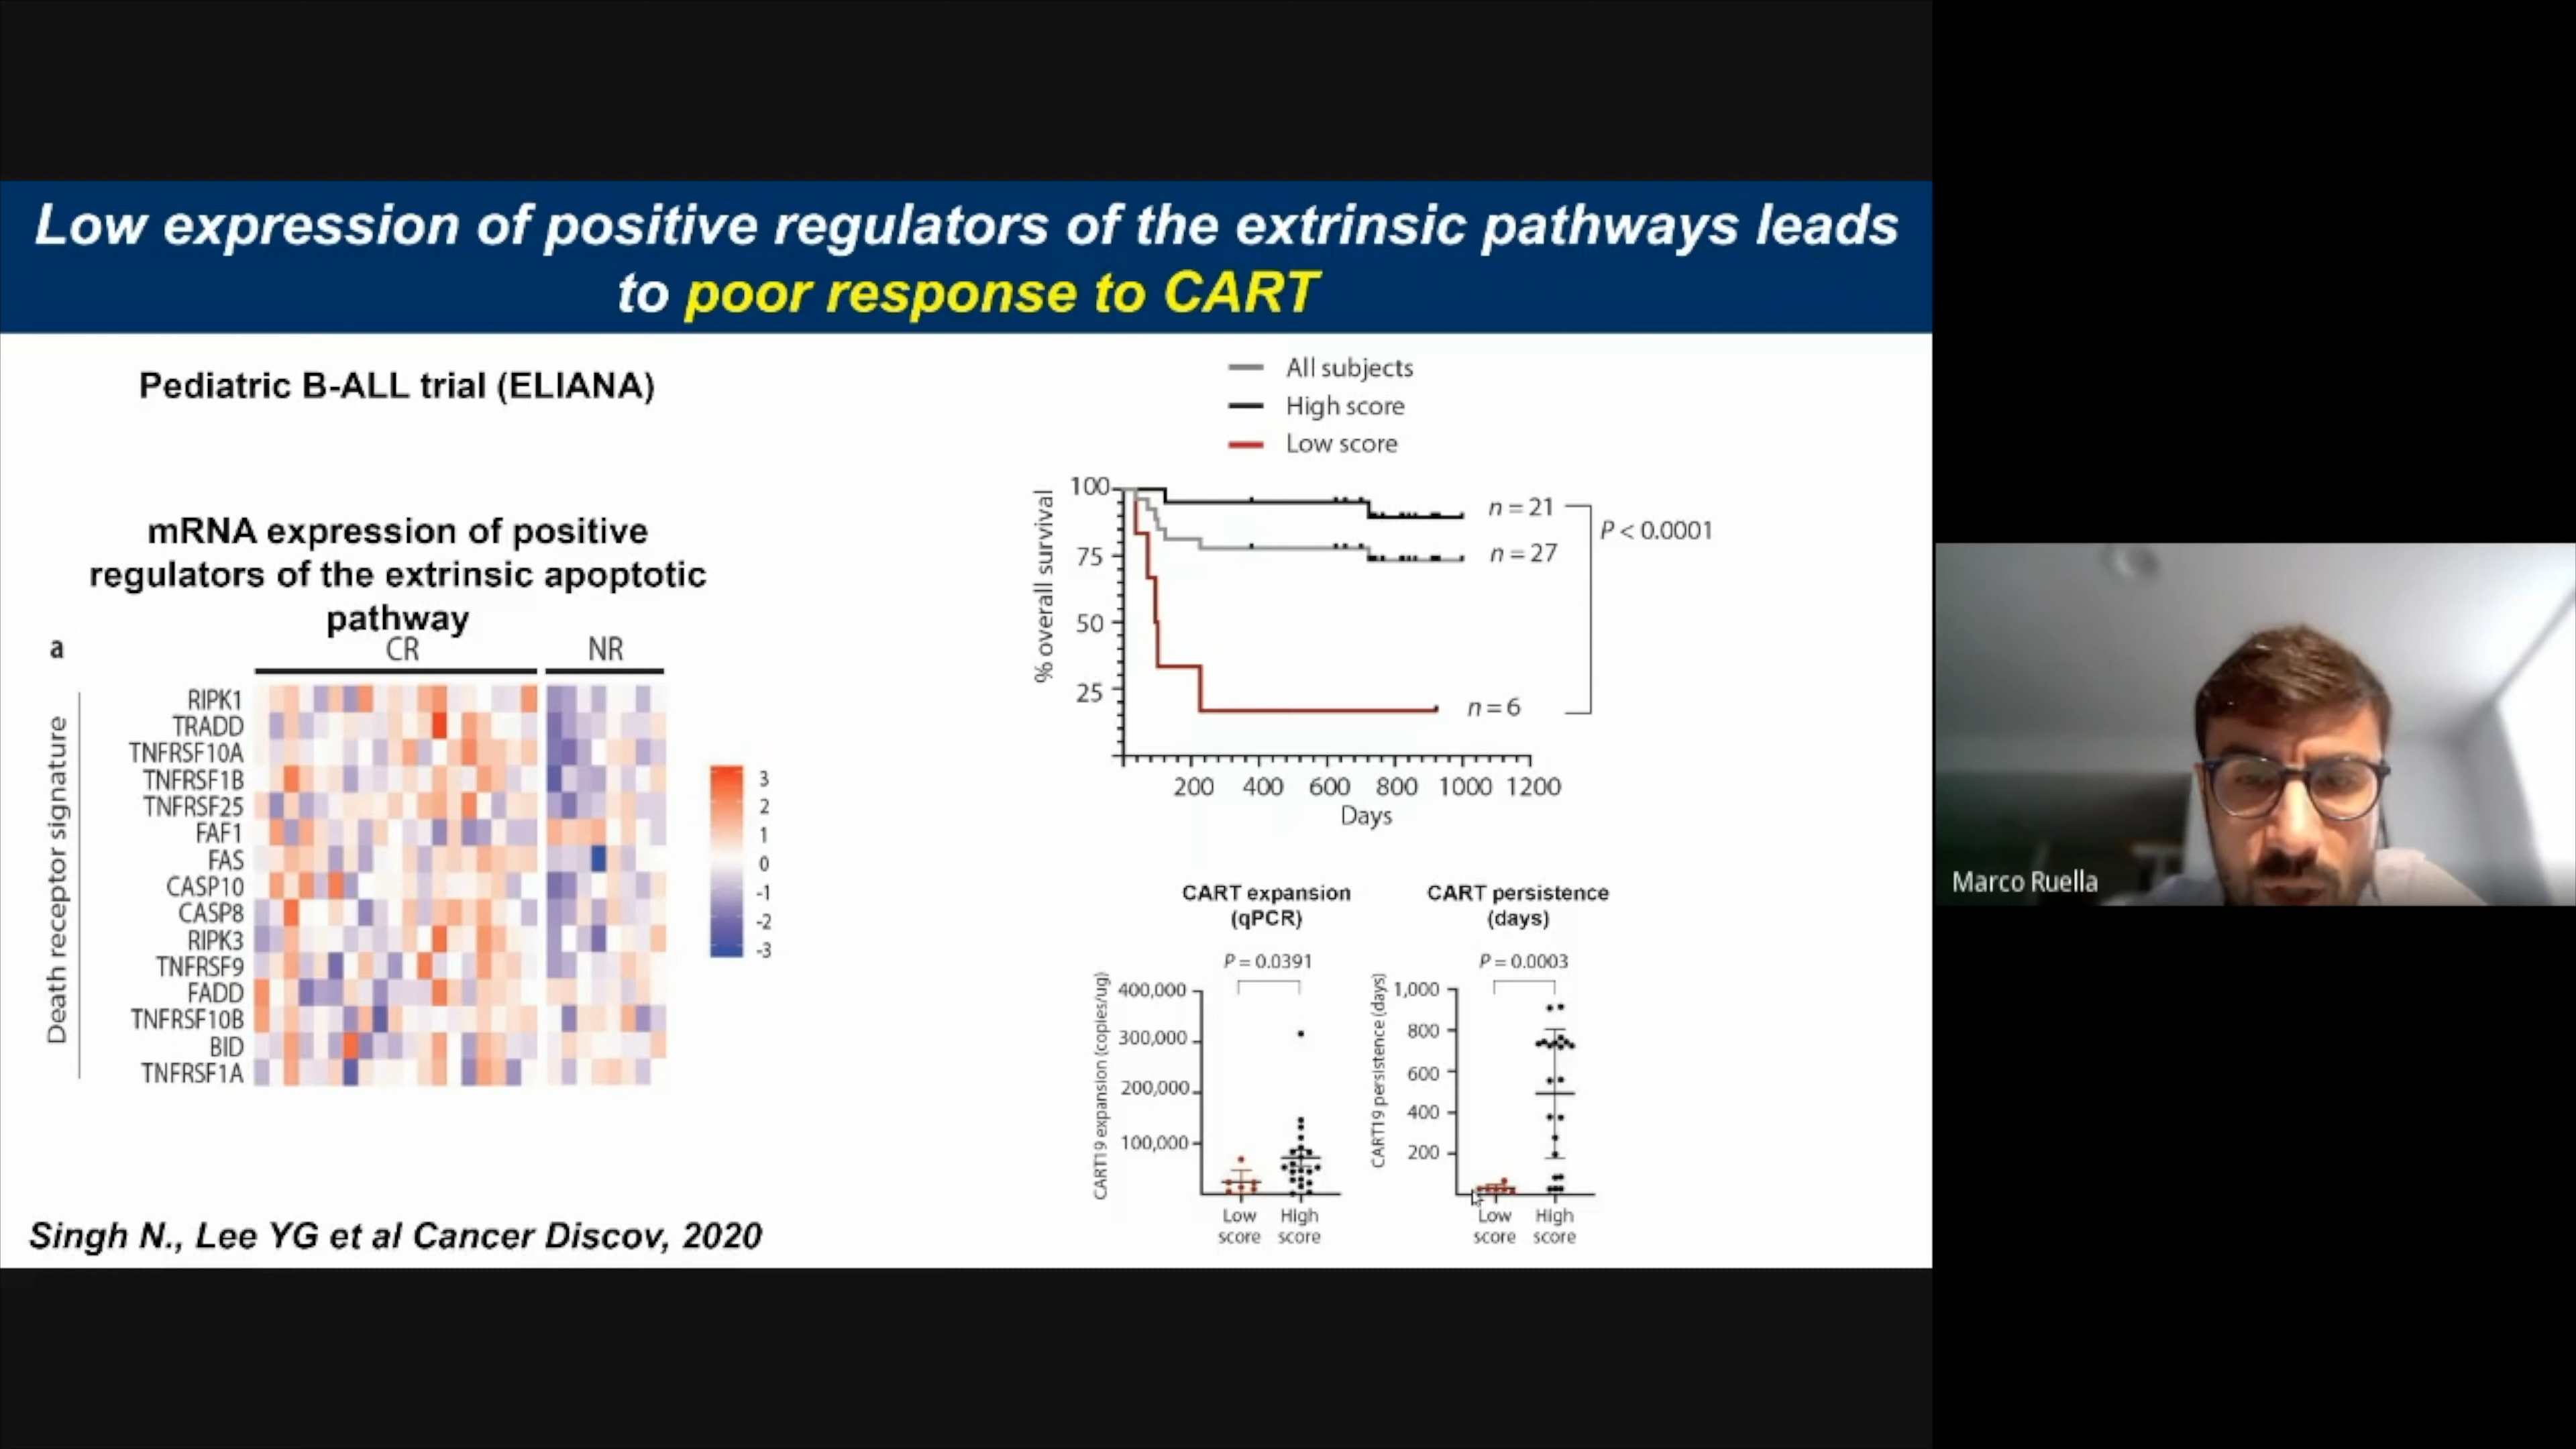 Low expression of positive regulators of the extrinsic pathways leads
to poor response to CART
Pediatric B-ALL trial (ELIANA)
mRNA expression of positive
regulators of the extrinsic apoptotic
pathway
a
CR
NR
Death receptor signature
RIPK1
TRADD
TNFRSF10A
TNFRSF1B
TNFRSF25
FAF1
FAS
CASP10
CASP8
RIPK3
TNFRSF9
FADD
TNFRSF10B
BID
TNFRSF1A
3
2
1
0
-1
-2
-3
Singh N., Lee YG et al Cancer Discov, 2020
All subjects
High score
Low score
% overall survival
100
75
50
25
n = 21
n = 27
n = 6
P < 0.0001
200 400 600 800 1000 1200
Days
CART expansion
(qPCR)
P = 0.0391
CART19 expansion (copies/ug)
400,000
300,000
200,000
100,000
Low High
score score
CART persistence
(days)
P = 0.0003
CART19 persistence (days)
1,000
800
600
400
200
Low High
score score
Marco Ruella